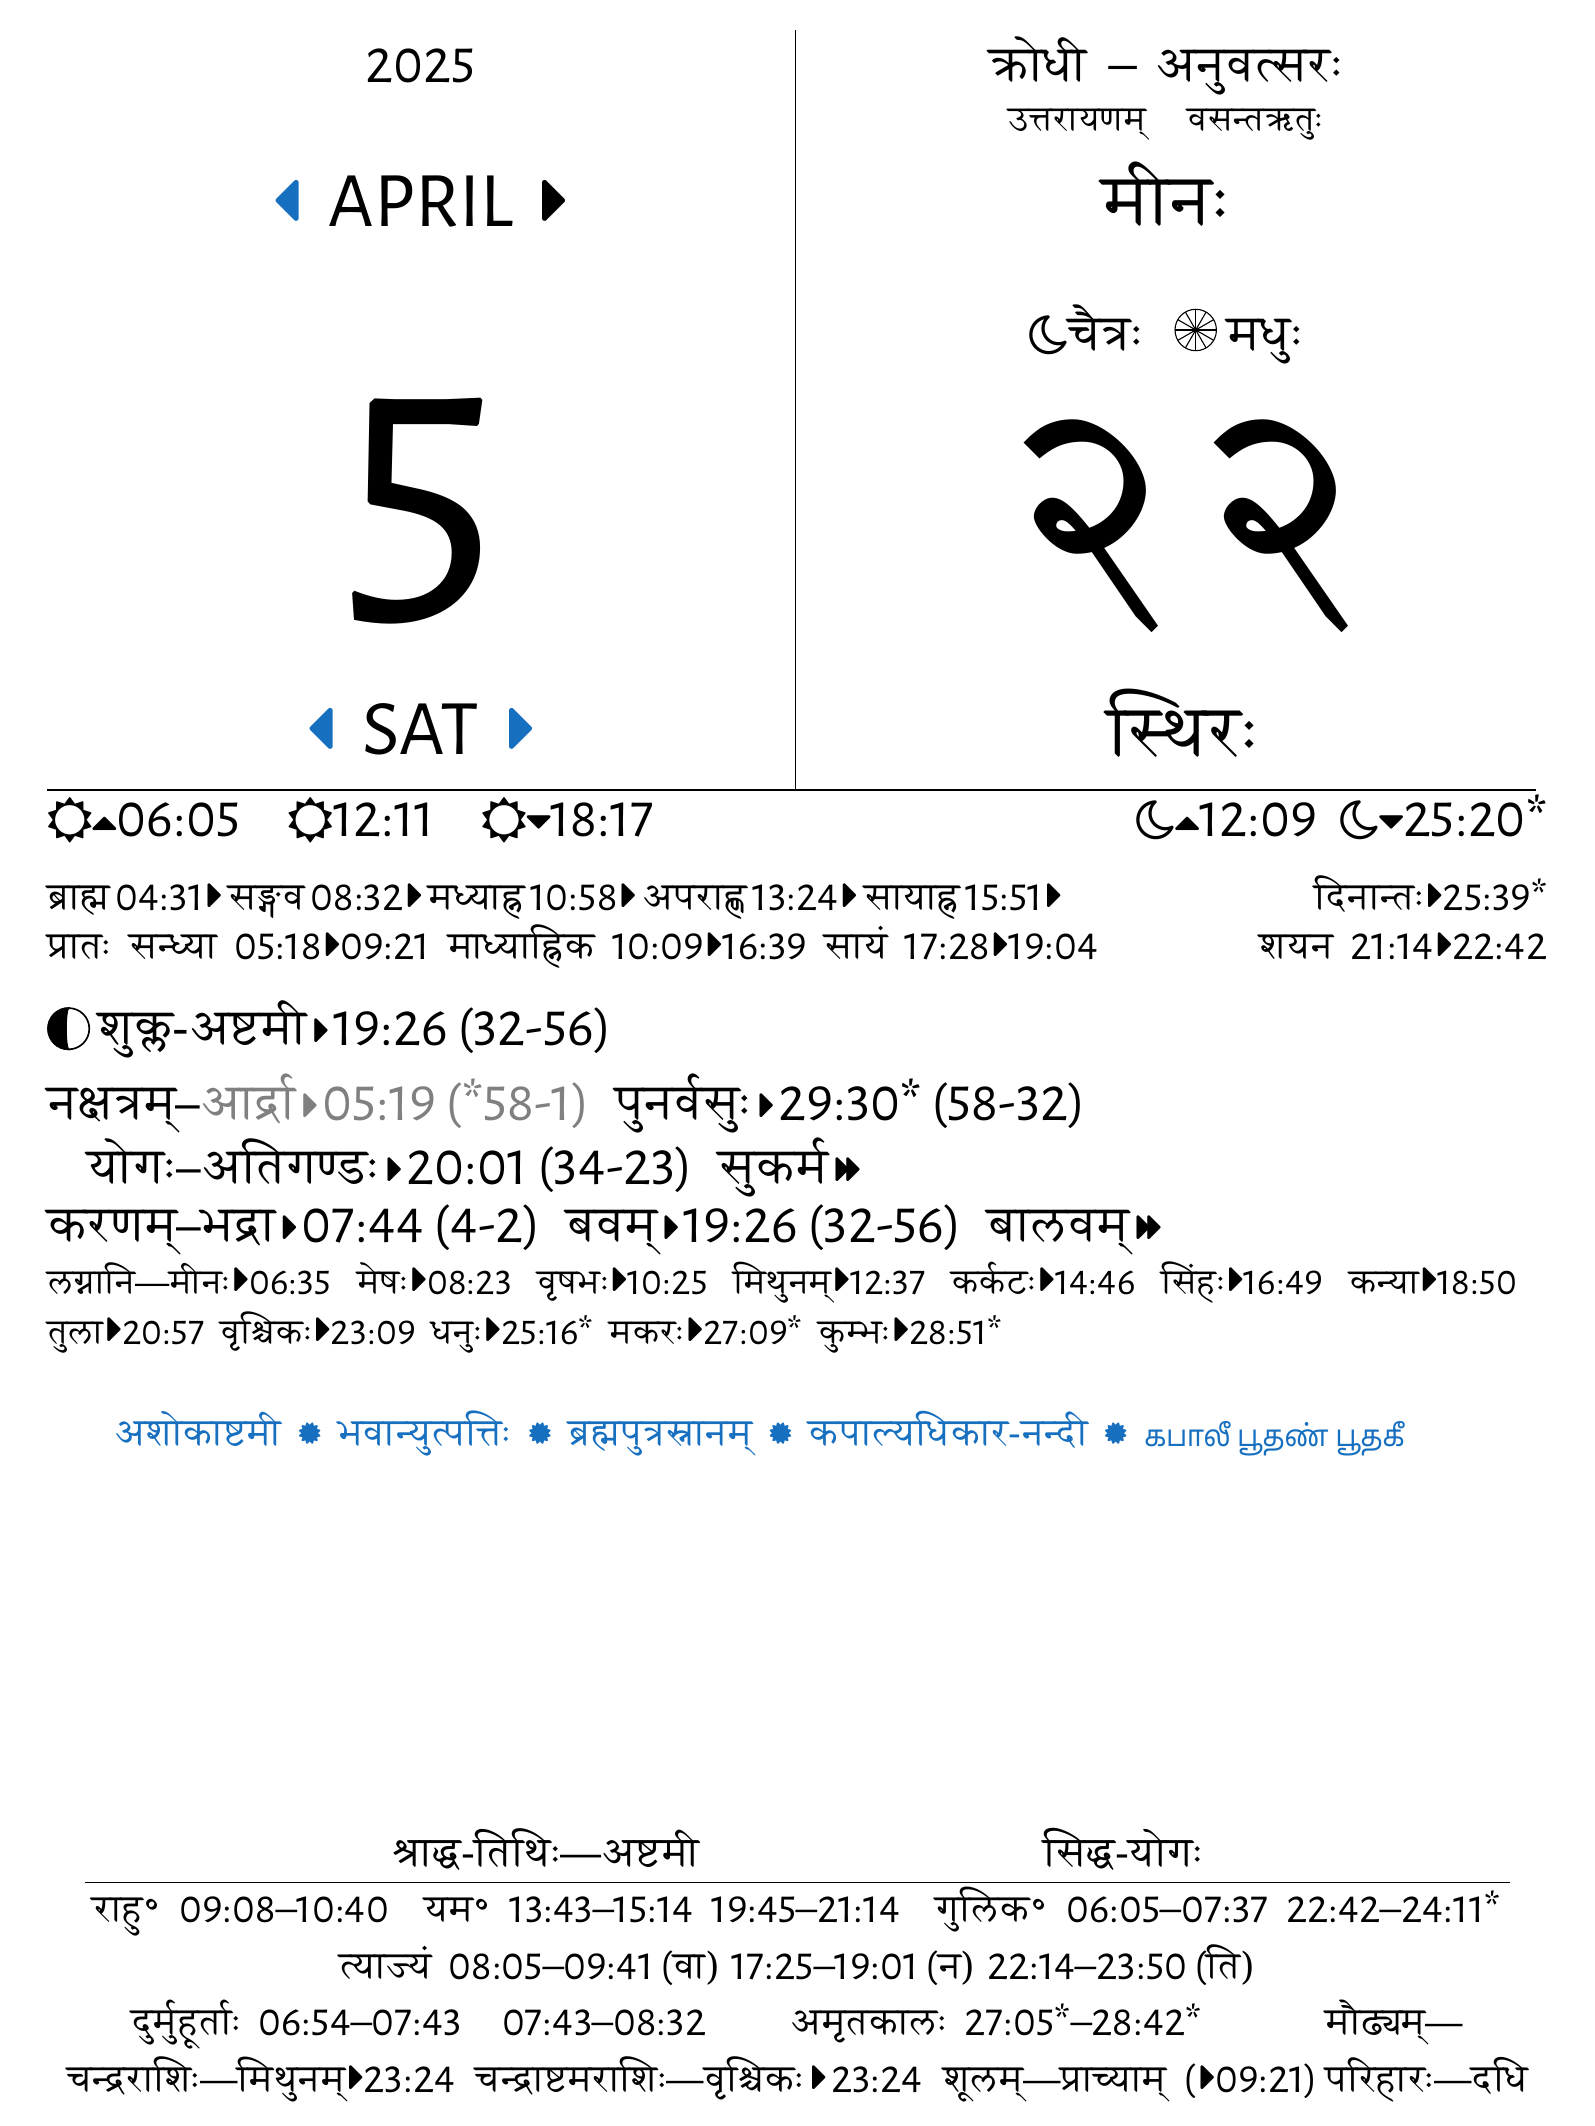 2025
APRIL
5
SAT
क्रोधी – अनुवत्सरः
उत्तरायणम् वसन्तऋतुः
मीनः
चैत्रः मधुः
२२
स्थिरः
06:05 12:11 18:17 12:09 25:20*
ब्राह्म 04:31 सङ्गव 08:32 मध्याह्न 10:58 अपराह्ण 13:24 सायाह्न 15:51 दिनान्तः 25:39*
प्रातः सन्ध्या 05:18 09:21 माध्याह्निक 10:09 16:39 सायं 17:28 19:04 शयन 21:14 22:42
शुक्ल-अष्टमी 19:26 (32-56)
नक्षत्रम्–आर्द्रा 05:19 (*58-1) पुनर्वसुः 29:30* (58-32)
योगः–अतिगण्डः 20:01 (34-23) सुकर्म
करणम्–भद्रा 07:44 (4-2) बवम् 19:26 (32-56) बालवम्
लग्नानि—मीनः 06:35 मेषः 08:23 वृषभः 10:25 मिथुनम् 12:37 कर्कटः 14:46 सिंहः 16:49 कन्या 18:50
तुला 20:57 वृश्चिकः 23:09 धनुः 25:16* मकरः 27:09* कुम्भः 28:51*
अशोकाष्टमी ✹ भवान्युत्पत्तिः ✹ ब्रह्मपुत्रस्नानम् ✹ कपाल्यधिकार-नन्दी ✹ கபாலீ பூதண் பூதகீ
श्राद्ध-तिथिः—अष्टमी सिद्ध-योगः
राहु॰ 09:08–10:40 यम॰ 13:43–15:14 19:45–21:14 गुलिक॰ 06:05–07:37 22:42–24:11*
त्याज्यं 08:05–09:41 (वा) 17:25–19:01 (न) 22:14–23:50 (ति)
दुर्मुहूर्ताः 06:54–07:43 07:43–08:32 अमृतकालः 27:05*–28:42* मौढ्यम्—
चन्द्रराशिः—मिथुनम् 23:24 चन्द्राष्टमराशिः—वृश्चिकः 23:24 शूलम्—प्राच्याम् (09:21) परिहारः—दधि